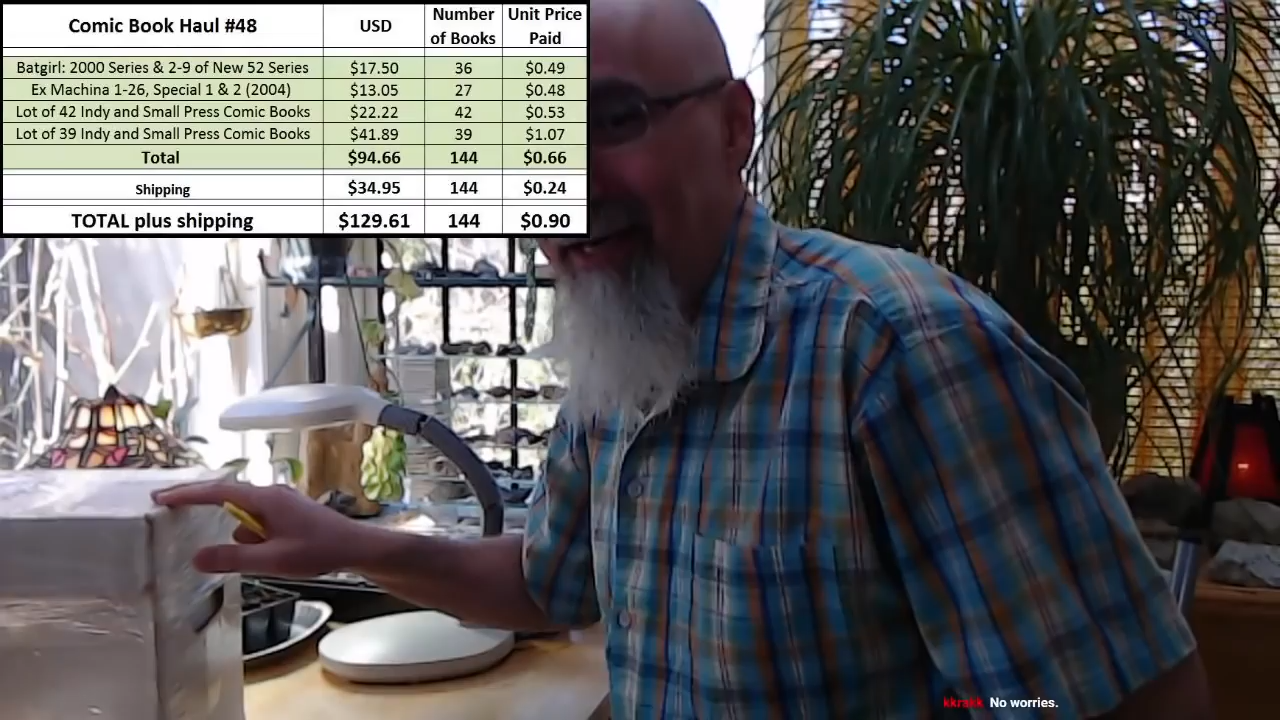 Comic Book Haul #48 USD Number of Books Unit Price Paid
Batgirl: 2000 Series & 2-9 of New 52 Series $17.50 36 $0.49
Ex Machina 1-26, Special 1 & 2 (2004) $13.05 27 $0.48
Lot of 42 Indy and Small Press Comic Books $22.22 42 $0.53
Lot of 39 Indy and Small Press Comic Books $41.89 39 $1.07
Total $94.66 144 $0.66
Shipping $34.95 144 $0.24
TOTAL plus shipping $129.61 144 $0.90
No worries.